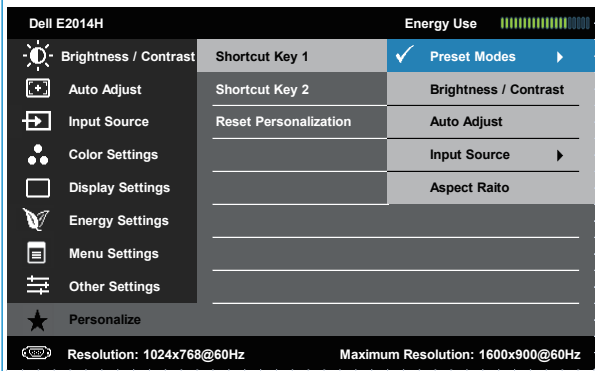 Dell E2014H Energy Use
Brightness / Contrast Shortcut Key 1 Preset Modes
Auto Adjust Shortcut Key 2 Brightness / Contrast
Input Source Reset Personalization Auto Adjust
Color Settings Input Source
Display Settings Aspect Raito
Energy Settings
Menu Settings
Other Settings
Personalize
Resolution: 1024x768@60Hz Maximum Resolution: 1600x900@60Hz